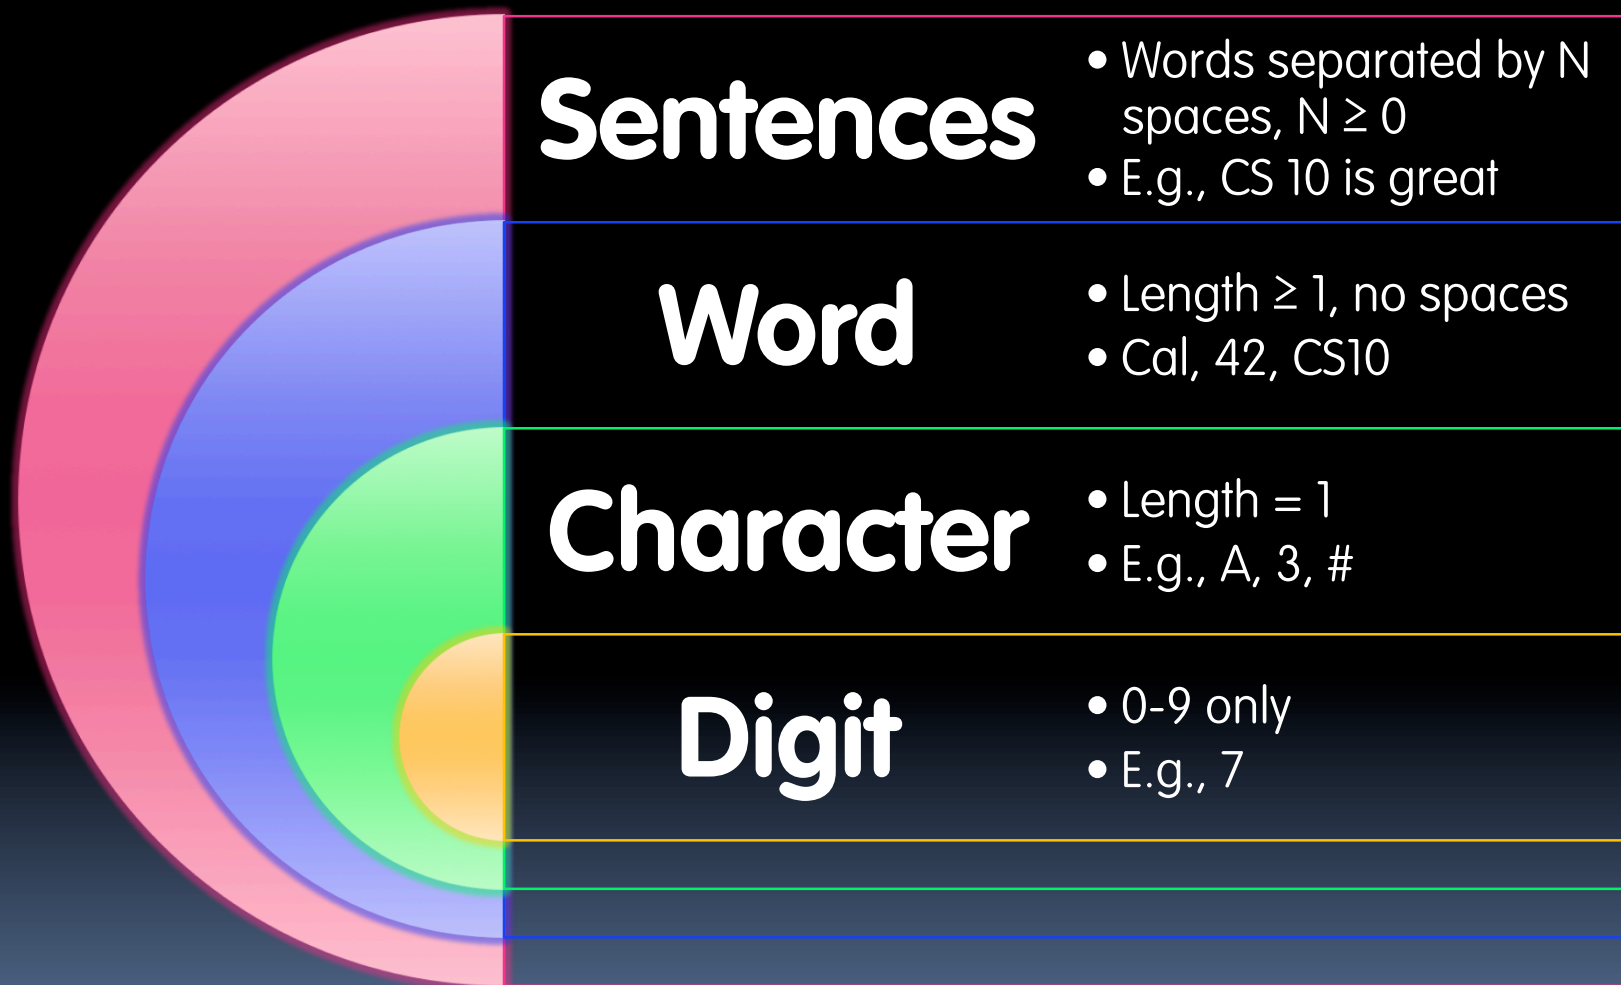 Sentences
• Words separated by N
spaces, N ≥ 0
• E.g., CS 10 is great
Word
• Length ≥ 1, no spaces
• Cal, 42, CS10
Character
• Length = 1
• E.g., A, 3, #
Digit
• 0-9 only
• E.g., 7